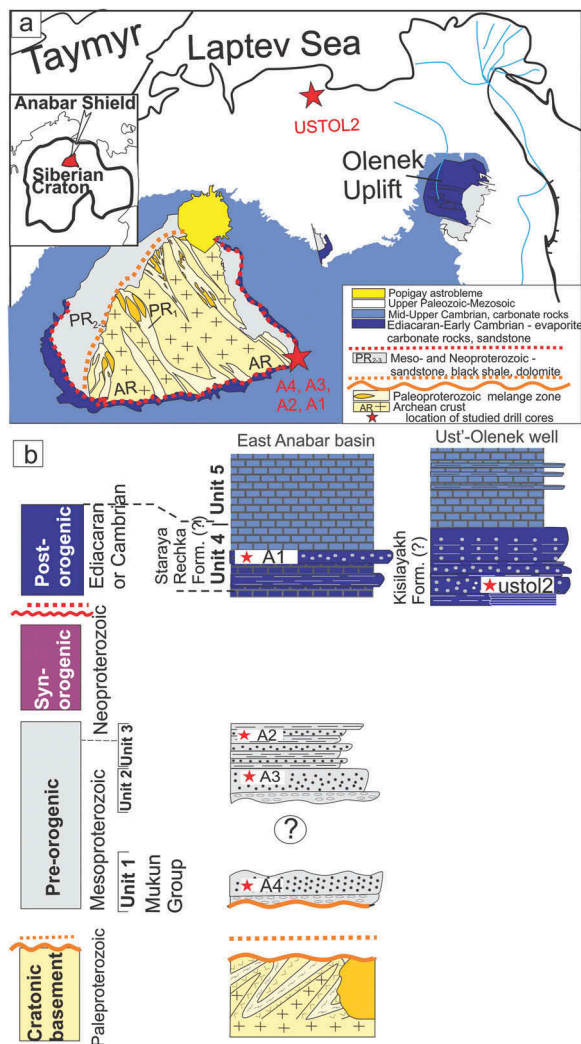 a
Taymyr
Laptev Sea
Anabar Shield
Siberian
Craton
USTOL2
Olenek
Uplift
PR2-3
PR1
AR
AR
A4, A3,
A2, A1
Popigay astrobleme
Upper Paleozoic-Mezosoic
Mid-Upper Cambrian, carbonate rocks
Ediacaran-Early Cambrian - evaporite
carbonate rocks, sandstone
PR2-3 Meso- and Neoproterozoic -
sandstone, black shale, dolomite
Paleoproterozoic melange zone
AR Archean crust
location of studied drill cores
b
East Anabar basin
Ust'-Olenek well
Post-
orogenic
Ediacaran
or Cambrian
Staraya
Rechka
Form. (?)
Unit 4
Unit 5
A1
Kisilayakh
Form. (?)
ustol2
Syn-
orogenic
Neoproterozoic
Pre-orogenic
Mesoproterozoic
Unit 3
Unit 2
A2
A3
?
Unit 1
Mukun
Group
A4
Cratonic
basement
Paleproterozoic